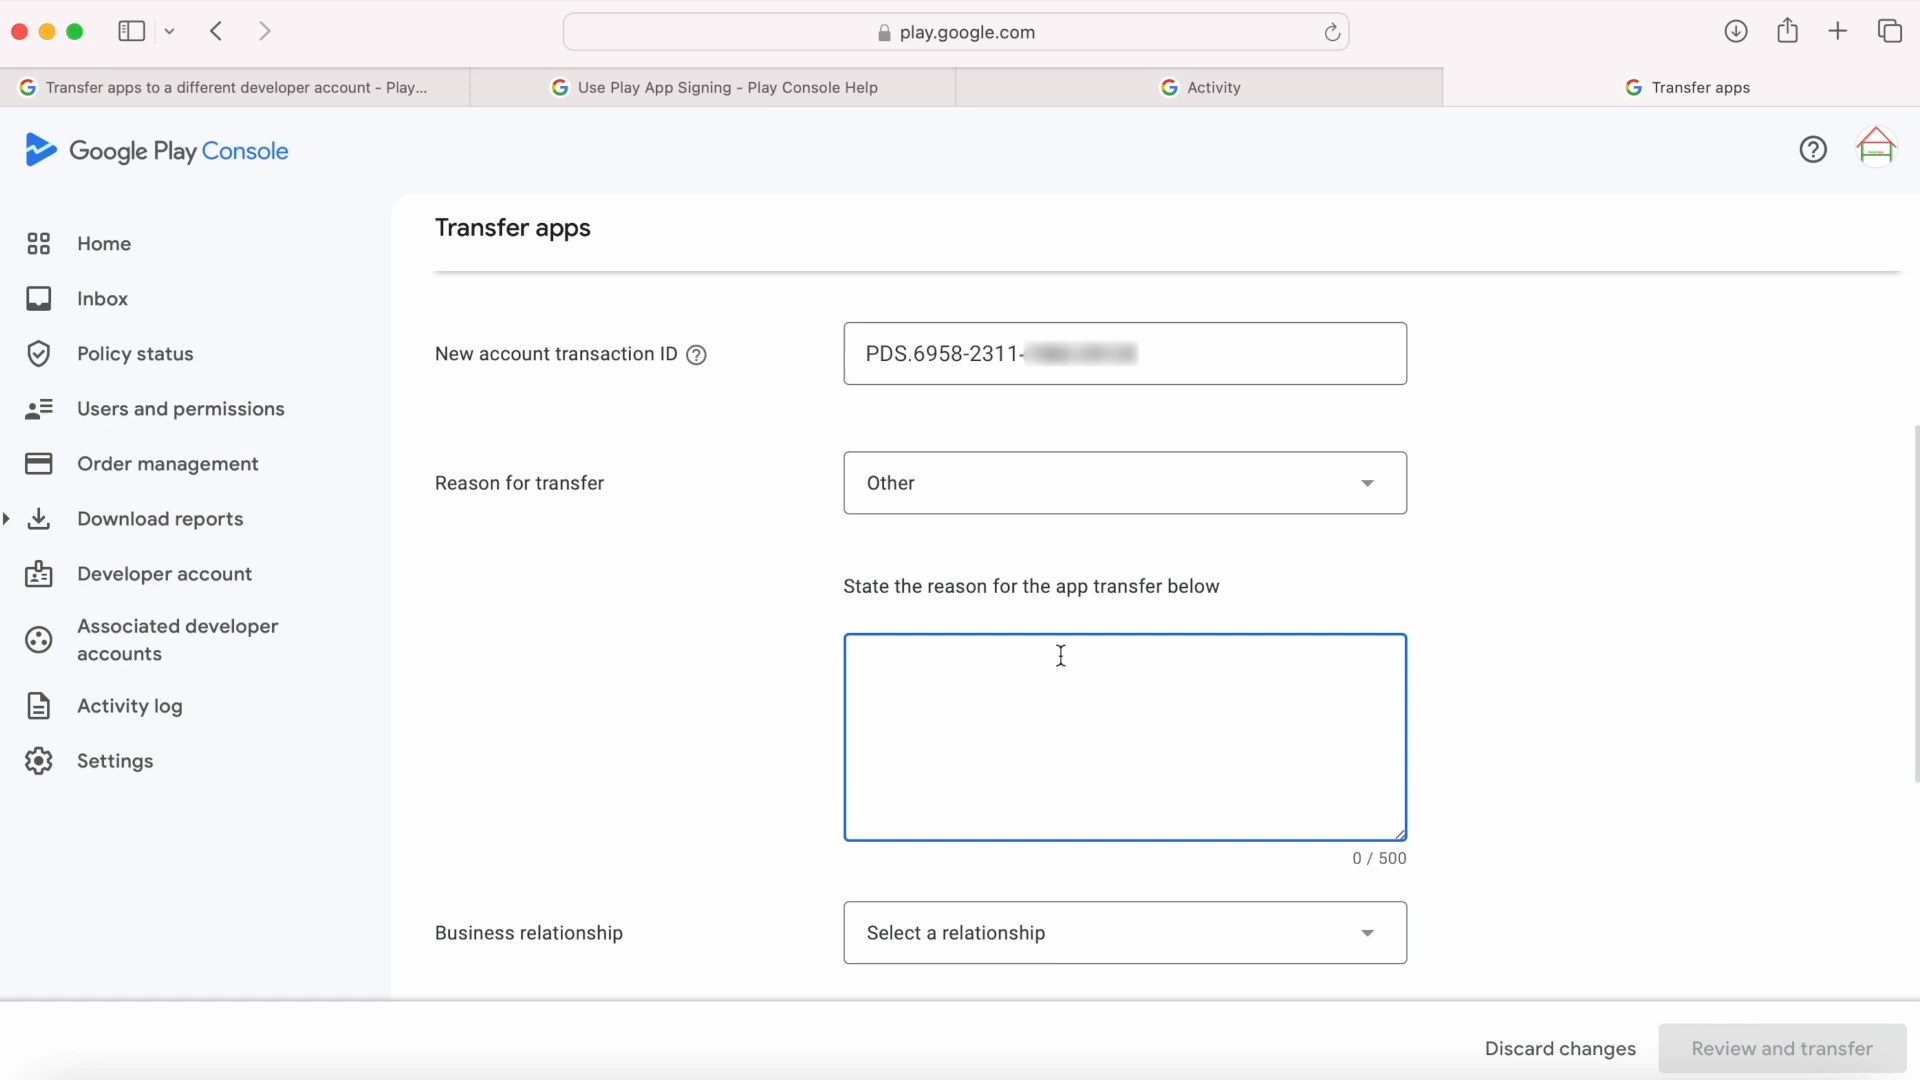 play.google.com
Transfer apps to a different developer account - Play...
Use Play App Signing - Play Console Help
Activity
Transfer apps
Google Play Console
Home
Inbox
Policy status
Users and permissions
Order management
Download reports
Developer account
Associated developer
accounts
Activity log
Settings
Transfer apps
New account transaction ID
PDS.6958-2311-
Reason for transfer
Other
State the reason for the app transfer below
0 / 500
Business relationship
Select a relationship
Discard changes
Review and transfer